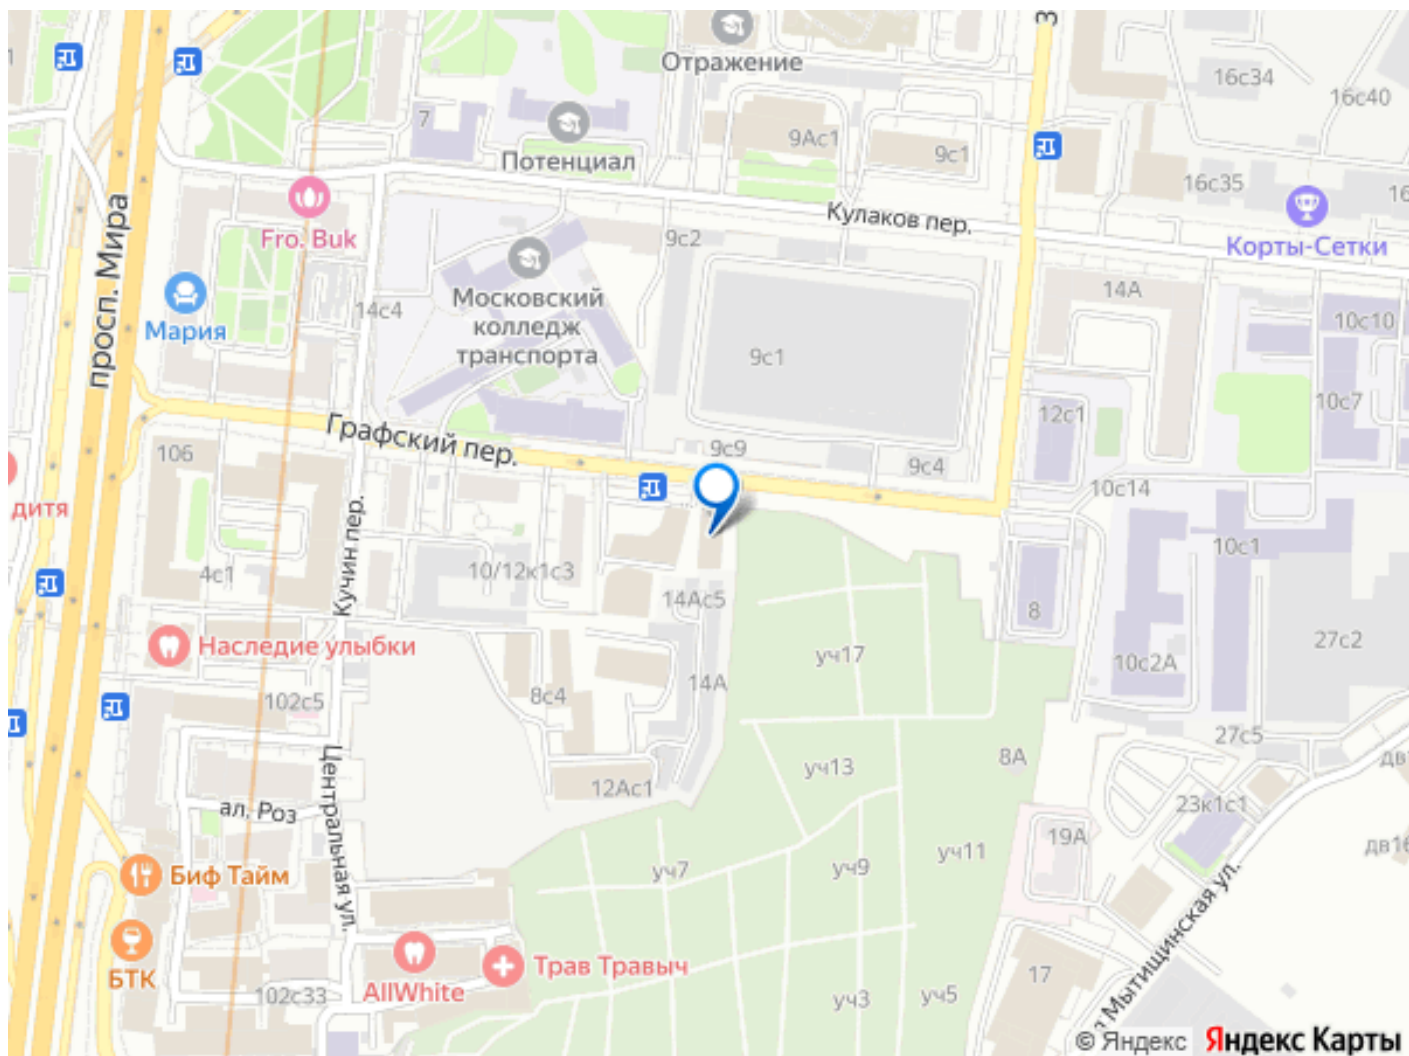 Отражение
16с34
16с40
7
9Ас1
Потенциал
9с1
16с35
Кулаков пер.
Fro. Buk
9с2
Корты-Сетки
просп. Мира
Московский
колледж
транспорта
14с4
14А
Мария
10с10
9с1
12с1
10с7
Графский пер.
106
9с9
9с4
дитя
10с14
Кучин пер.
10с1
4с1
10/12к1с3
14Ас5
8
Наследие улыбки
уч17
27с2
10с2А
14А
8с4
102с5
27с5
8А
дв
уч13
12Ас1
Центральная ул.
ал. Роз
23к1с1
19А
дв16
уч11
Биф Тайм
уч7
уч9
Мытищинская ул.
БТК
AllWhite
Трав Травыч
17
102с33
уч3
уч5
© Яндекс
Яндекс Карты